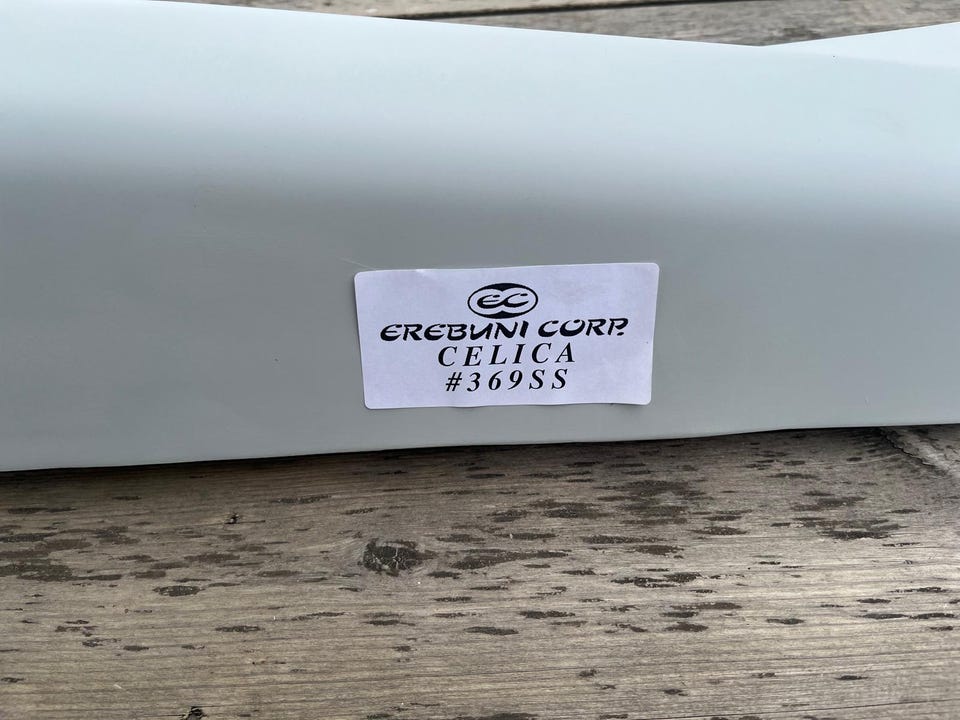 EC
EREBUNI CORP.
CELICA
#369SS